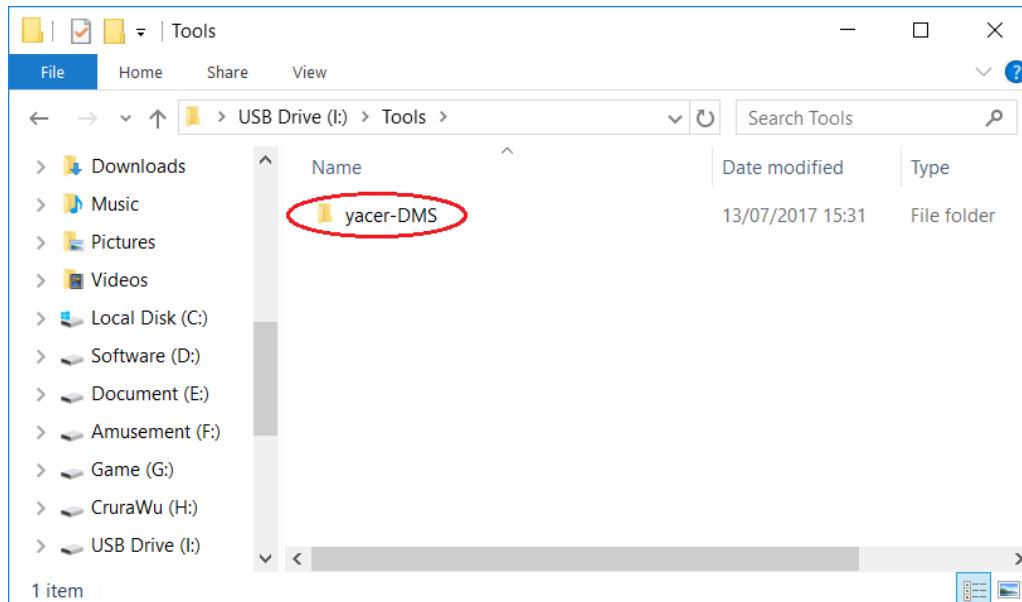 Tools
File Home Share View
USB Drive (I:) Tools
Search Tools
Downloads
Music
Pictures
Videos
Local Disk (C:)
Software (D:)
Document (E:)
Amusement (F:)
Game (G:)
CruraWu (H:)
USB Drive (I:)
Name Date modified Type
yacer-DMS 13/07/2017 15:31 File folder
1 item